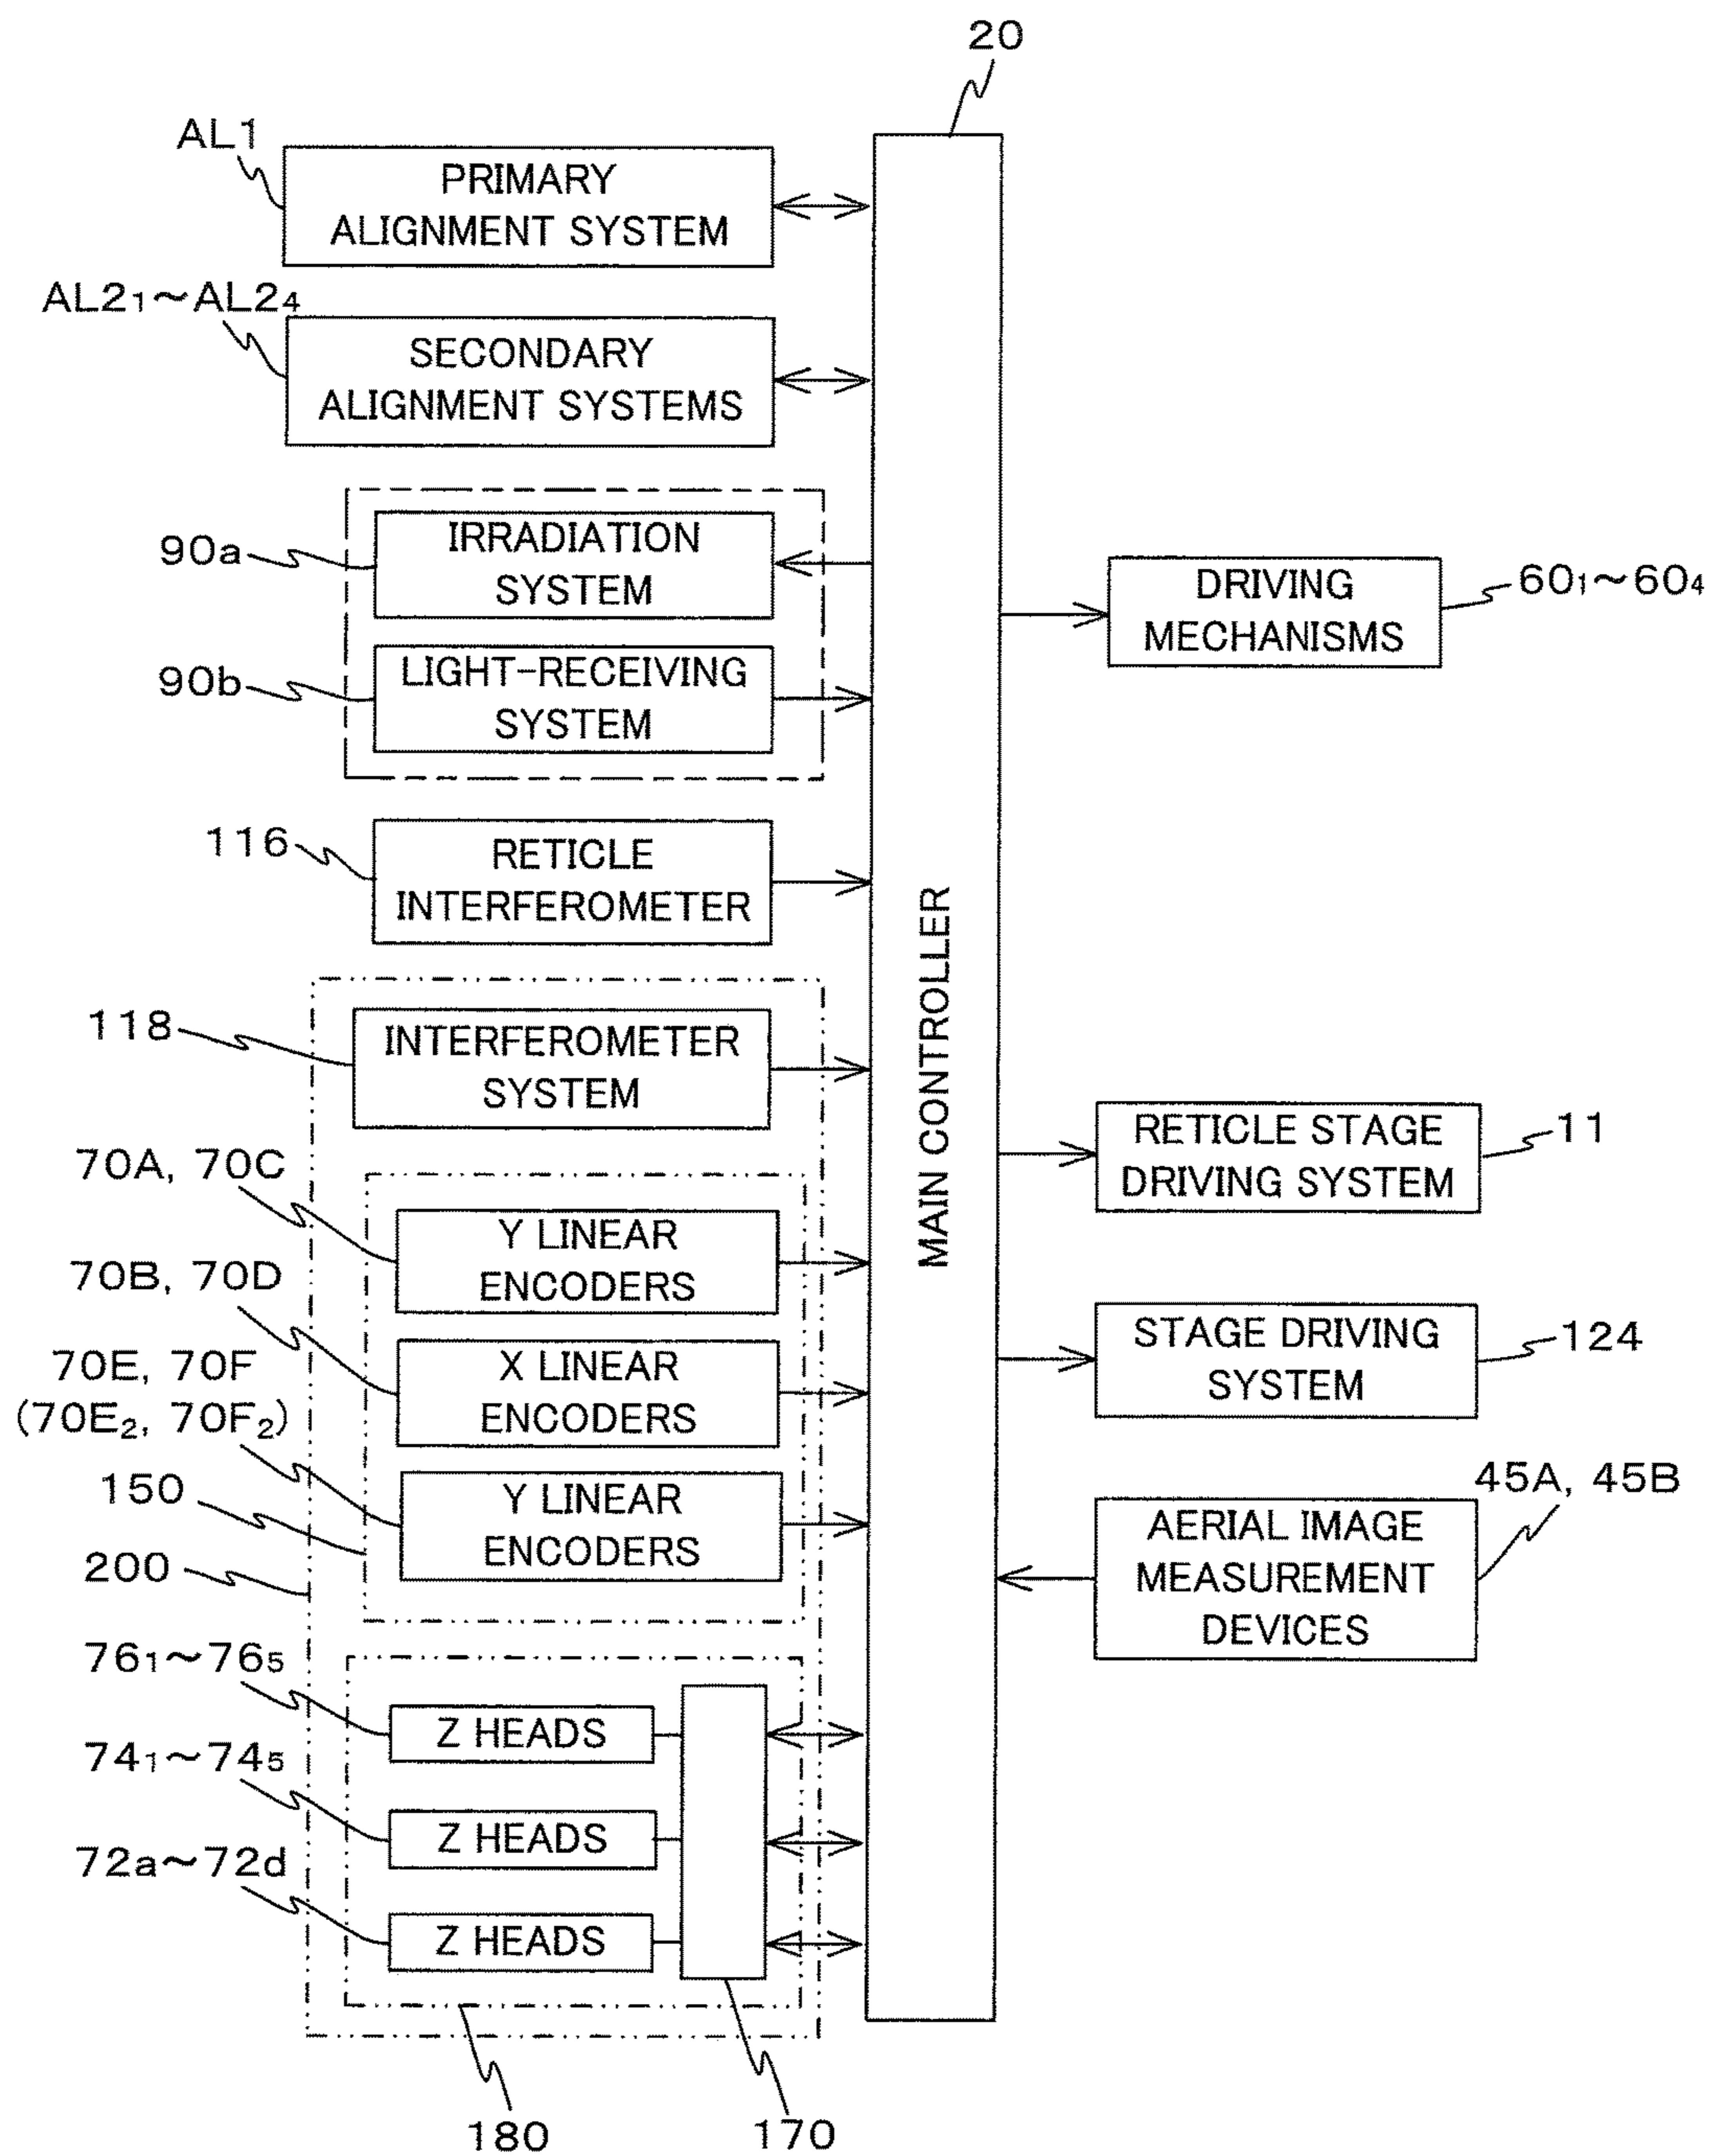 20
AL1
PRIMARY
ALIGNMENT SYSTEM
AL2₁～AL2₄
SECONDARY
ALIGNMENT SYSTEMS
90a
IRRADIATION
SYSTEM
90b
LIGHT-RECEIVING
SYSTEM
116
RETICLE
INTERFEROMETER
118
INTERFEROMETER
SYSTEM
70A, 70C
Y LINEAR
ENCODERS
70B, 70D
X LINEAR
ENCODERS
70E, 70F
(70E₂, 70F₂)
Y LINEAR
ENCODERS
150
200
76₁～76₅
Z HEADS
74₁～74₅
Z HEADS
72a～72d
Z HEADS
180
170
MAIN CONTROLLER
DRIVING
MECHANISMS
60₁～60₄
RETICLE STAGE
DRIVING SYSTEM
11
STAGE DRIVING
SYSTEM
124
45A, 45B
AERIAL IMAGE
MEASUREMENT
DEVICES